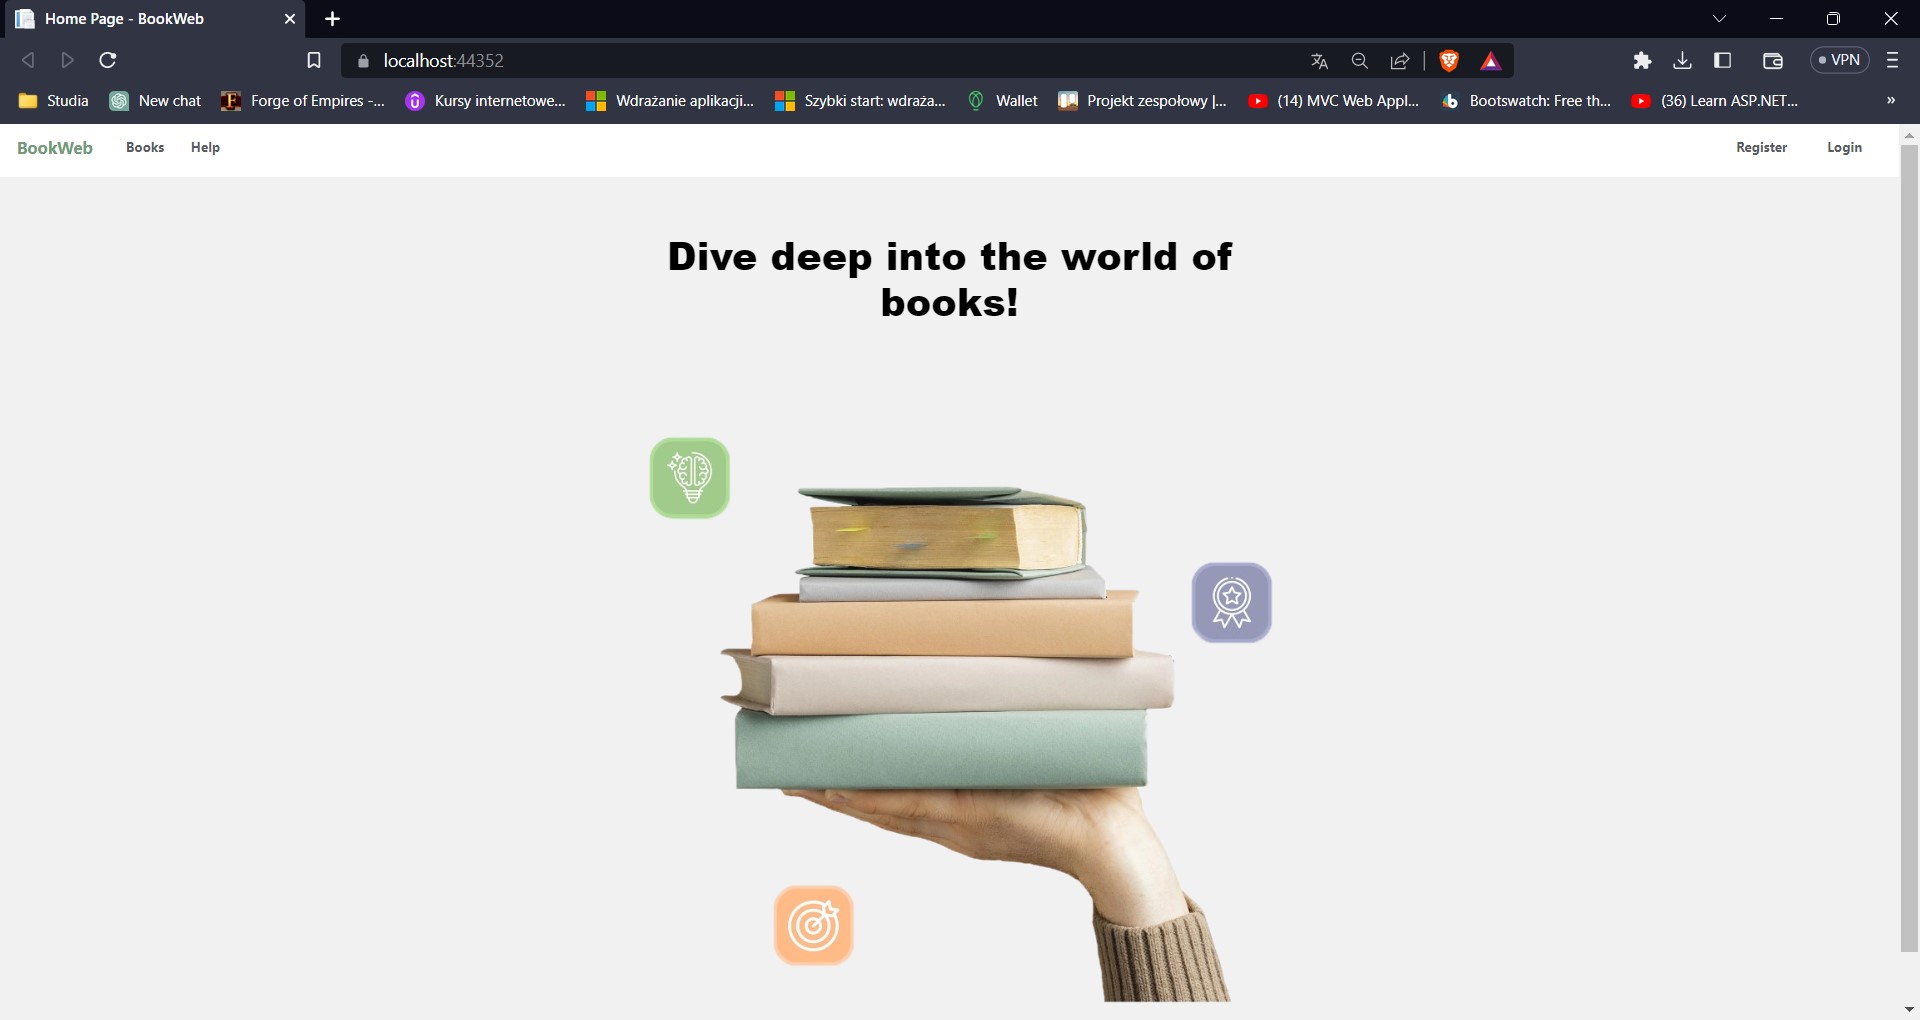 Home Page - BookWeb
localhost:44352
VPN
Studia
New chat
Forge of Empires -...
Kursy internetowe...
Wdrażanie aplikacji...
Szybki start: wdraża...
Wallet
Projekt zespołowy |...
(14) MVC Web Appl...
Bootswatch: Free th...
(36) Learn ASP.NET...
»
BookWeb
Books
Help
Register
Login
Dive deep into the world of
books!